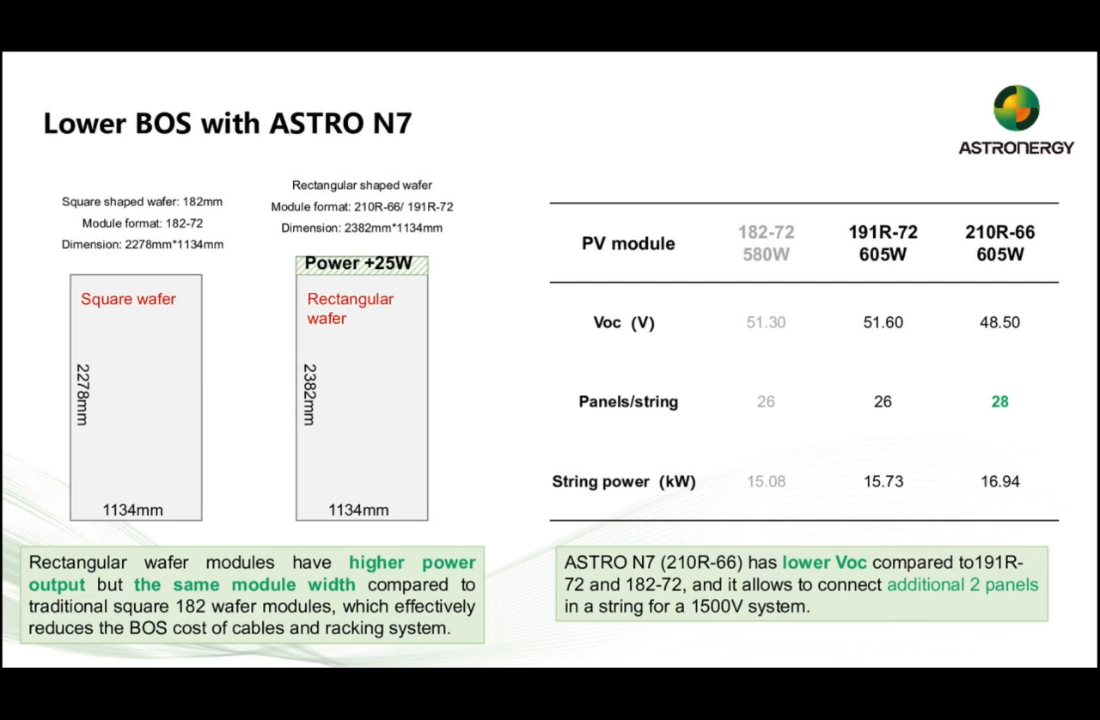 Lower BOS with ASTRO N7
ASTRONERGY
Square shaped wafer: 182mm
Module format: 182-72
Dimension: 2278mm*1134mm
Rectangular shaped wafer
Module format: 210R-66/ 191R-72
Dimension: 2382mm*1134mm
Square wafer
2278mm
1134mm
Power +25W
Rectangular
wafer
2382mm
1134mm
Rectangular wafer modules have higher power
output but the same module width compared to
traditional square 182 wafer modules, which effectively
reduces the BOS cost of cables and racking system.
PV module 182-72 580W 191R-72 605W 210R-66 605W
Voc (V) 51.30 51.60 48.50
Panels/string 26 26 28
String power (kW) 15.08 15.73 16.94
ASTRO N7 (210R-66) has lower Voc compared to191R-
72 and 182-72, and it allows to connect additional 2 panels
in a string for a 1500V system.